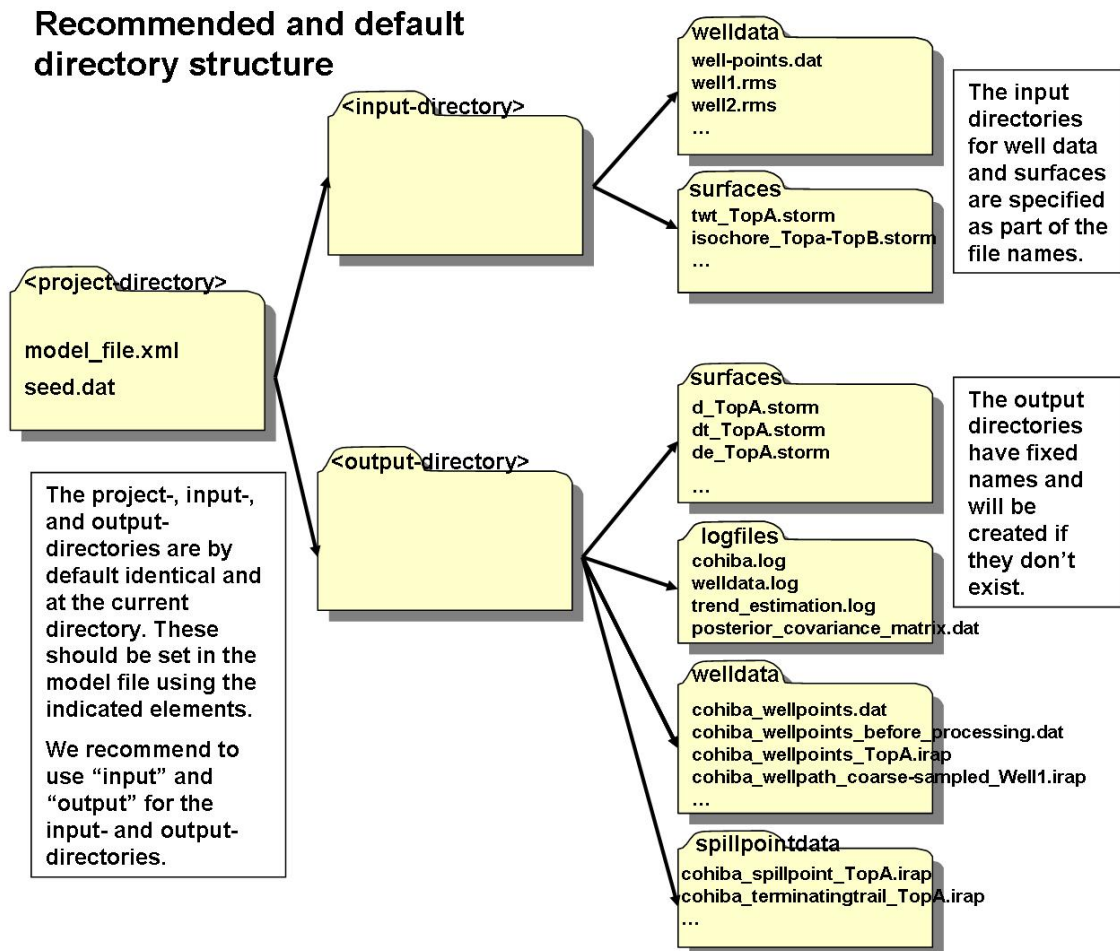 Recommended and default
directory structure
<project-directory>
model_file.xml
seed.dat
The project-, input-,
and output-
directories are by
default identical and
at the current
directory. These
should be set in the
model file using the
indicated elements.
We recommend to
use “input” and
“output” for the
input- and output-
directories.
<input-directory>
welldata
well-points.dat
well1.rms
well2.rms
...
surfaces
twt_TopA.storm
isochore_Topa-TopB.storm
...
The input
directories
for well data
and surfaces
are specified
as part of the
file names.
<output-directory>
surfaces
d_TopA.storm
dt_TopA.storm
de_TopA.storm
...
logfiles
cohiba.log
welldata.log
trend_estimation.log
posterior_covariance_matrix.dat
welldata
cohiba_wellpoints.dat
cohiba_wellpoints_before_processing.dat
cohiba_wellpoints_TopA.irap
cohiba_wellpath_coarse-sampled_Well1.irap
...
spillpointdata
cohiba_spillpoint_TopA.irap
cohiba_terminatingtrail_TopA.irap
...
The output
directories
have fixed
names and
will be
created if
they don’t
exist.